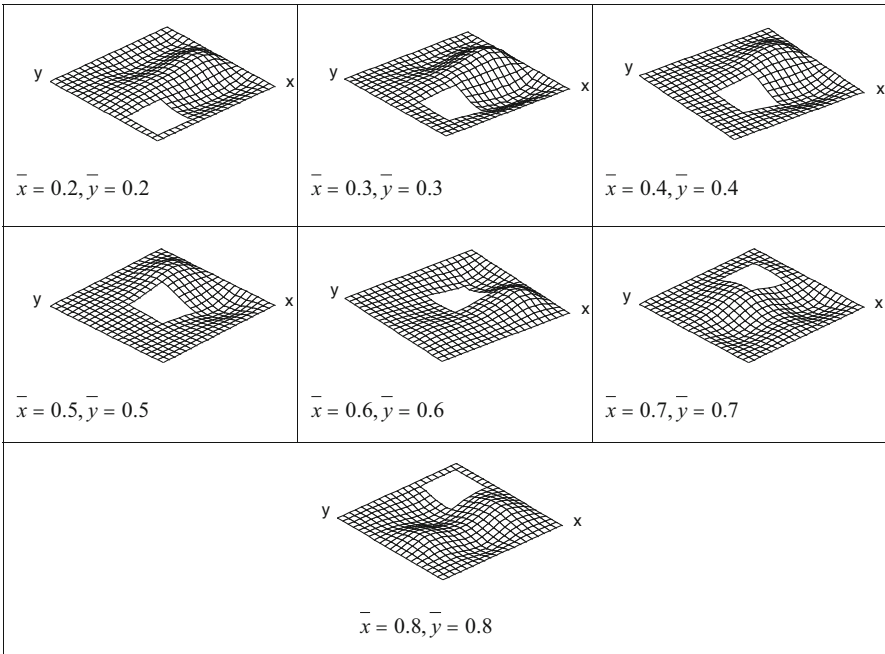 y
x
x̅ = 0.2, y̅ = 0.2
y
x
x̅ = 0.3, y̅ = 0.3
y
x
x̅ = 0.4, y̅ = 0.4
y
x
x̅ = 0.5, y̅ = 0.5
y
x
x̅ = 0.6, y̅ = 0.6
y
x
x̅ = 0.7, y̅ = 0.7
y
x
x̅ = 0.8, y̅ = 0.8